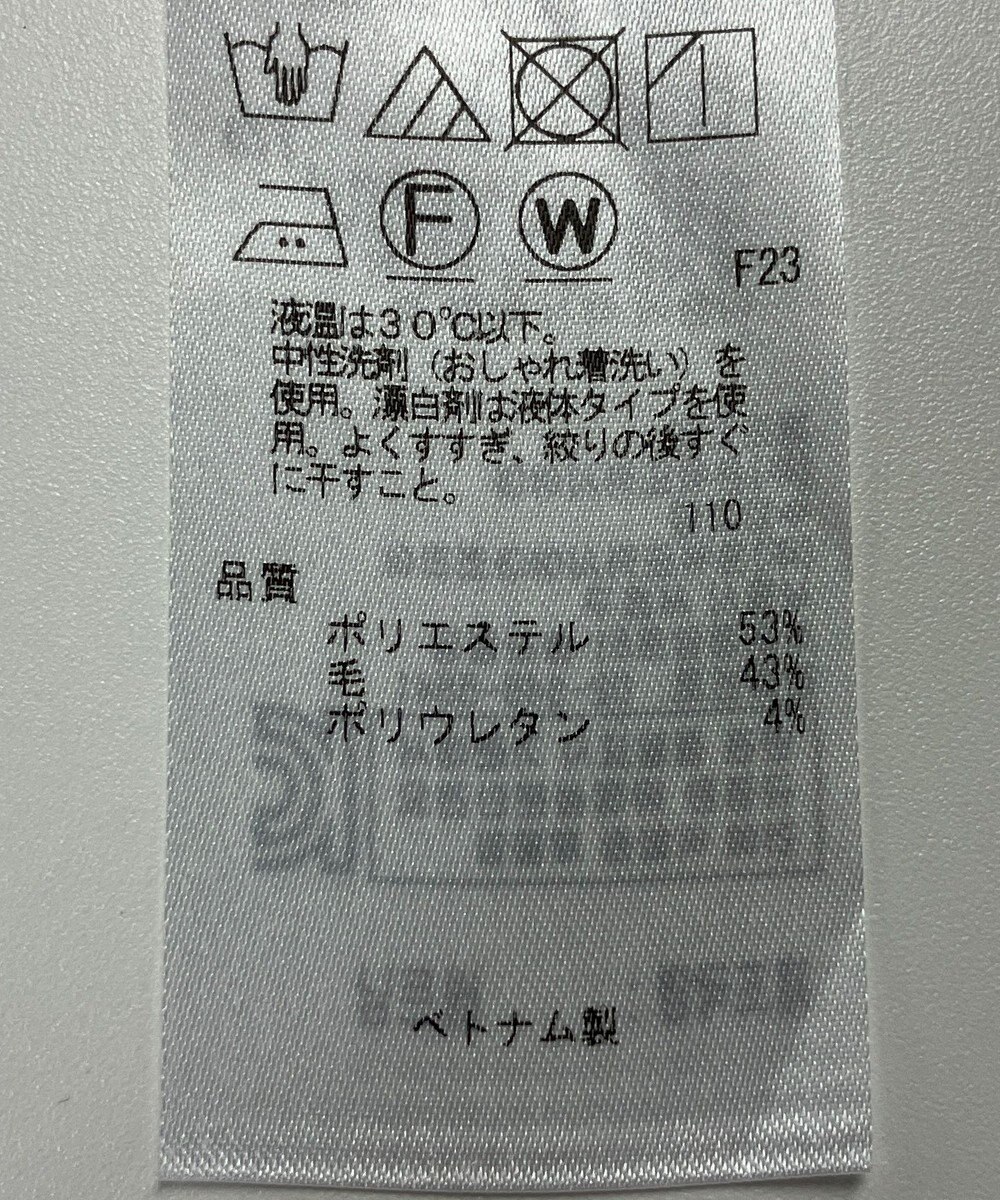 F
W
F23
液温は30℃以下。
中性洗剤（おしゃれ着洗い）を
使用。漂白剤は液体タイプを使
用。よくすすぎ、絞りの後すぐ
に干すこと。
110
品質
ポリエステル 53%
毛 43%
ポリウレタン 4%
ベトナム製